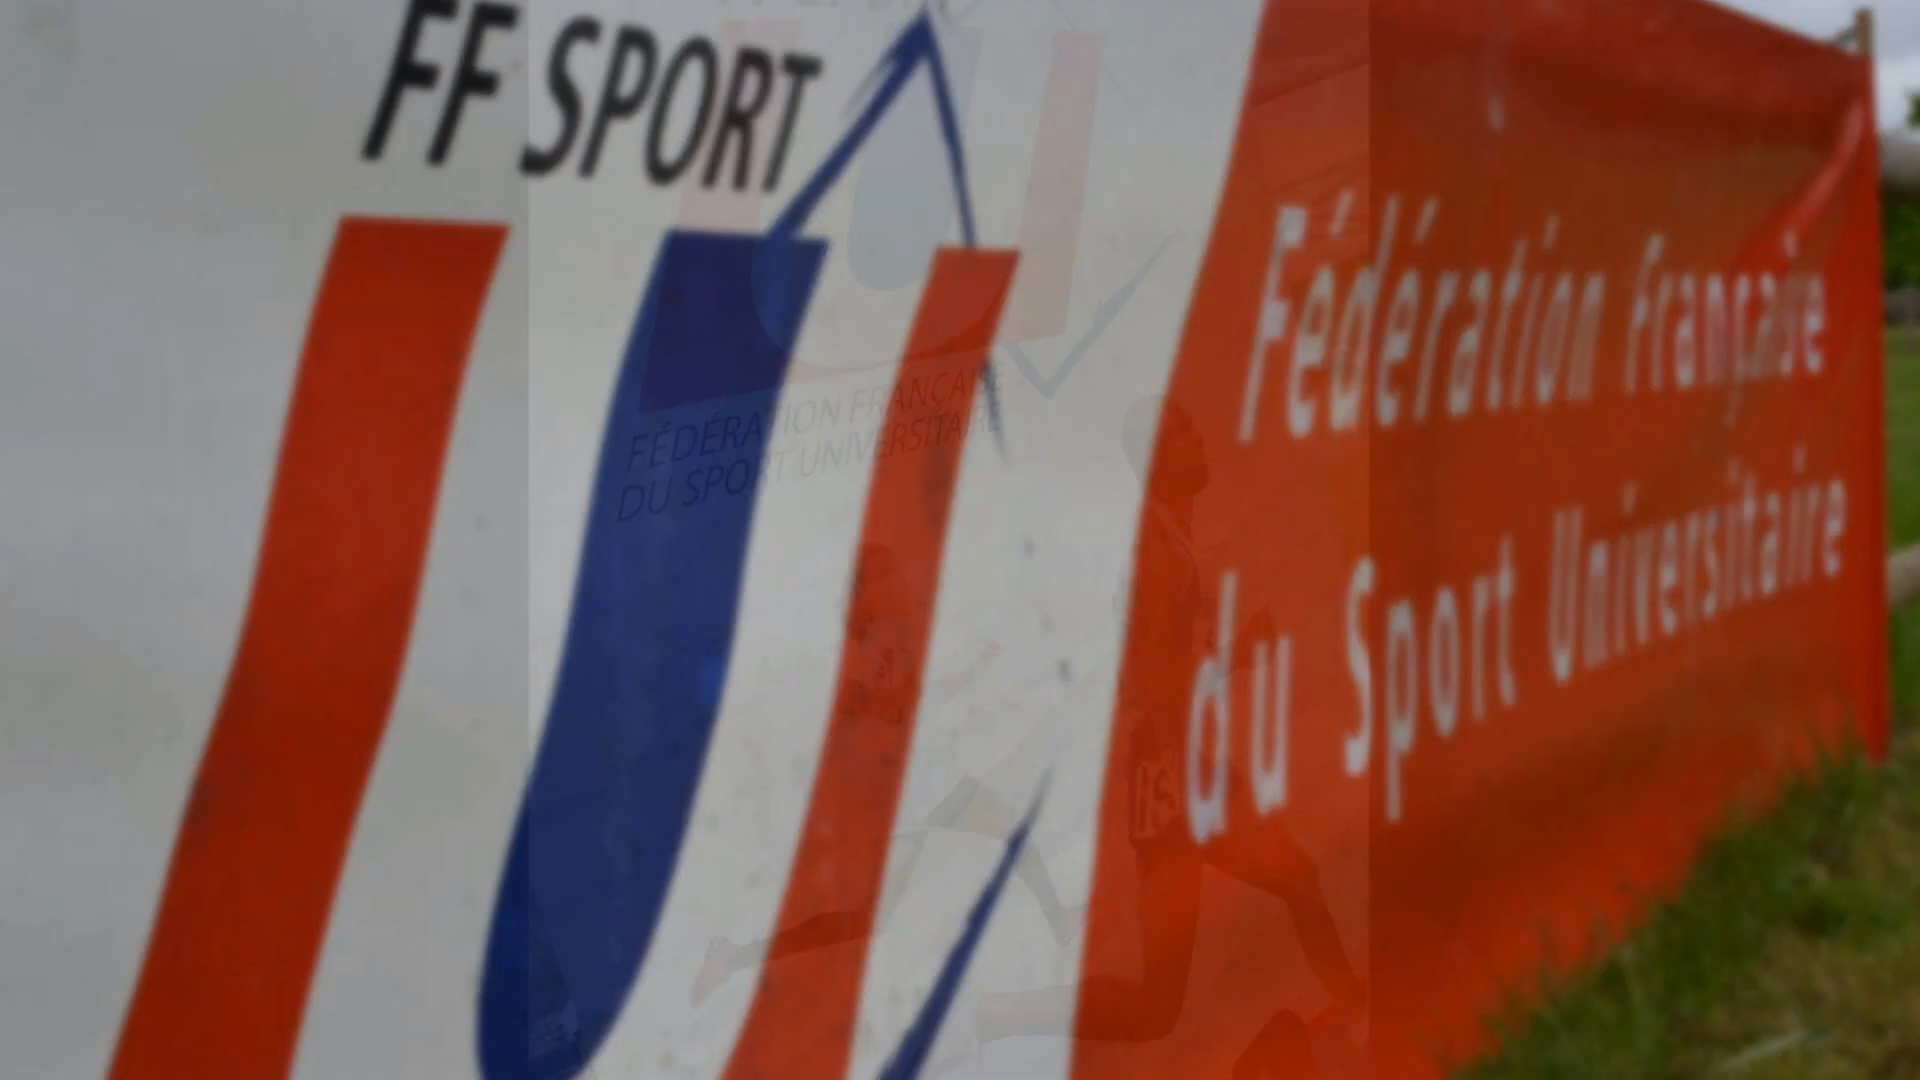 FF SPORT
FÉDÉRATION FRANÇAISE
DU SPORT UNIVERSITAIRE
Fédération Française
du Sport Universitaire